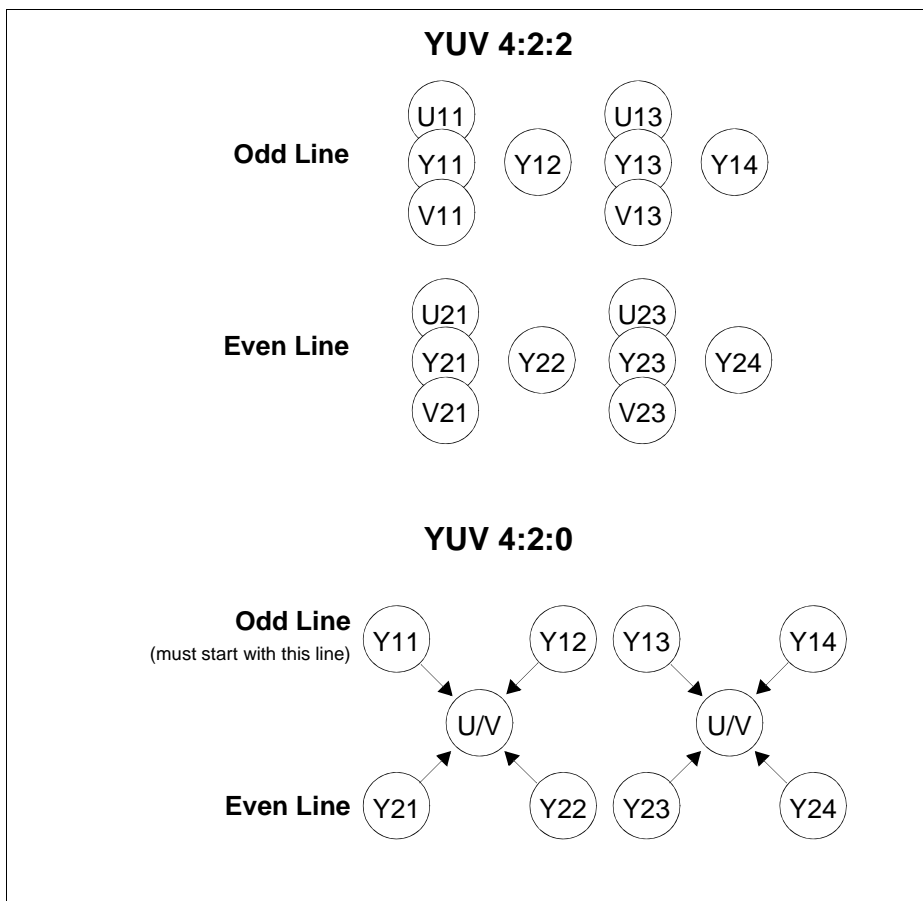 YUV 4:2:2
U11 U13
Odd Line Y11 Y12 Y13 Y14
V11 V13
U21 U23
Even Line Y21 Y22 Y23 Y24
V21 V23
YUV 4:2:0
Odd Line
(must start with this line)
Y11 Y12 Y13 Y14
U/V U/V
Even Line Y21 Y22 Y23 Y24